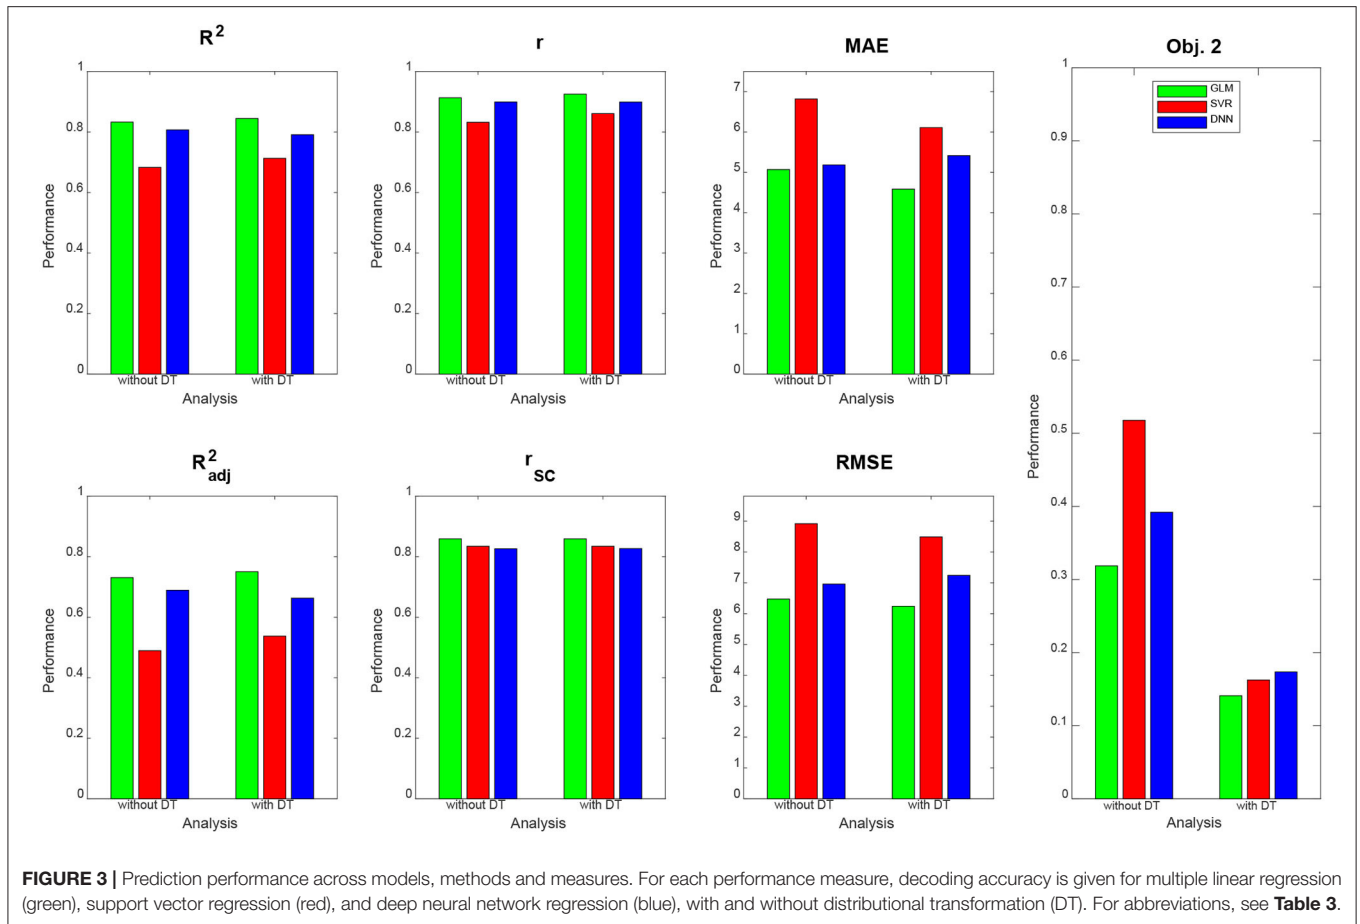 R²
Performance
1
0.8
0.6
0.4
0.2
0
without DT
with DT
Analysis
r
Performance
1
0.8
0.6
0.4
0.2
0
without DT
with DT
Analysis
MAE
Performance
7
6
5
4
3
2
1
0
without DT
with DT
Analysis
Obj. 2
Performance
1
0.9
0.8
0.7
0.6
0.5
0.4
0.3
0.2
0.1
0
GLM
SVR
DNN
without DT
with DT
Analysis
R²adj
Performance
1
0.8
0.6
0.4
0.2
0
without DT
with DT
Analysis
rSC
Performance
1
0.8
0.6
0.4
0.2
0
without DT
with DT
Analysis
RMSE
Performance
9
8
7
6
5
4
3
2
1
0
without DT
with DT
Analysis
FIGURE 3 | Prediction performance across models, methods and measures. For each performance measure, decoding accuracy is given for multiple linear regression
(green), support vector regression (red), and deep neural network regression (blue), with and without distributional transformation (DT). For abbreviations, see Table 3.